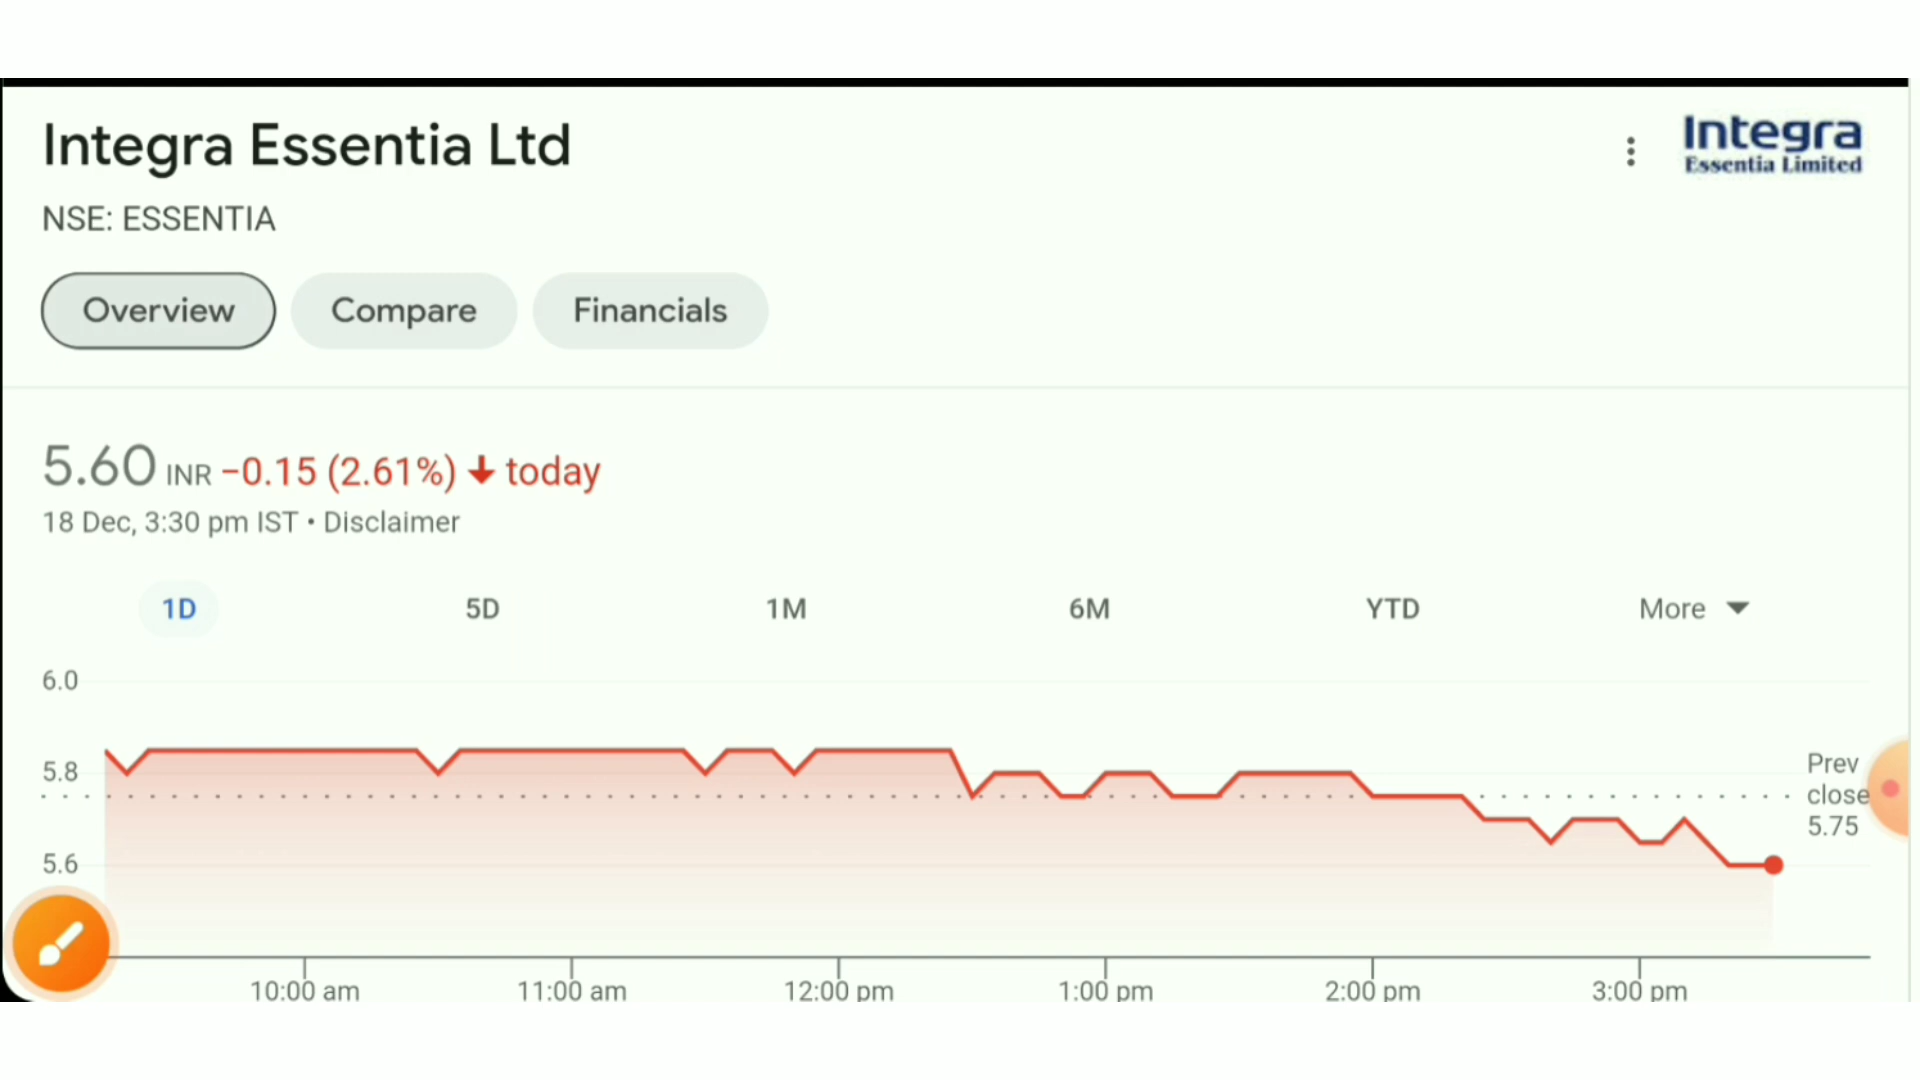 Integra Essentia Ltd
Integra
Essentia Limited
NSE: ESSENTIA
Overview Compare Financials
5.60 INR −0.15 (2.61%) ↓ today
18 Dec, 3:30 pm IST • Disclaimer
1D 5D 1M 6M YTD More
6.0
5.8
5.6
Prev
close
5.75
10:00 am 11:00 am 12:00 pm 1:00 pm 2:00 pm 3:00 pm